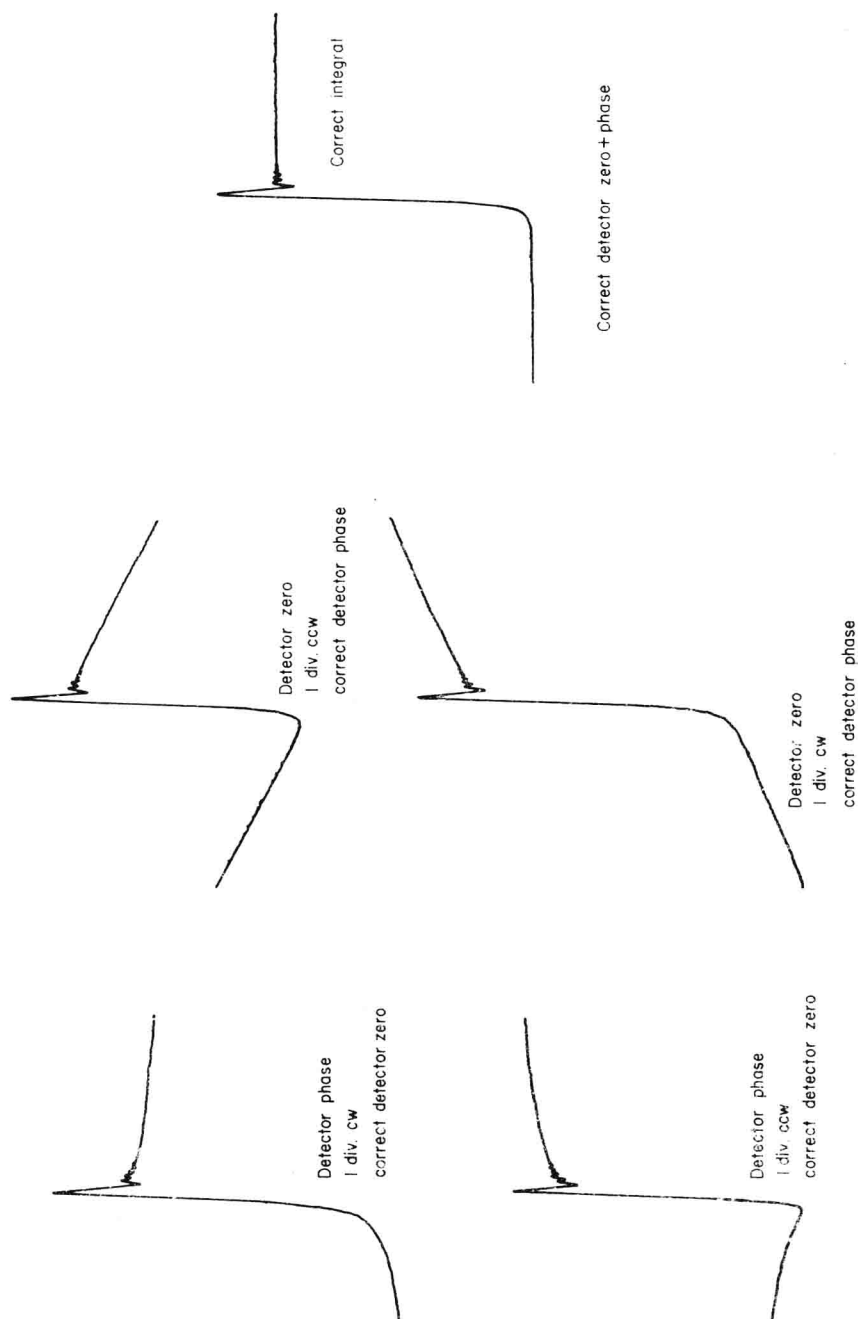 Correct integral
Correct detector zero + phase
Detector zero
1 div. ccw
correct detector phase
Detector zero
1 div. cw
correct detector phase
Detector phase
1 div. cw
correct detector zero
Detector phase
1 div. ccw
correct detector zero